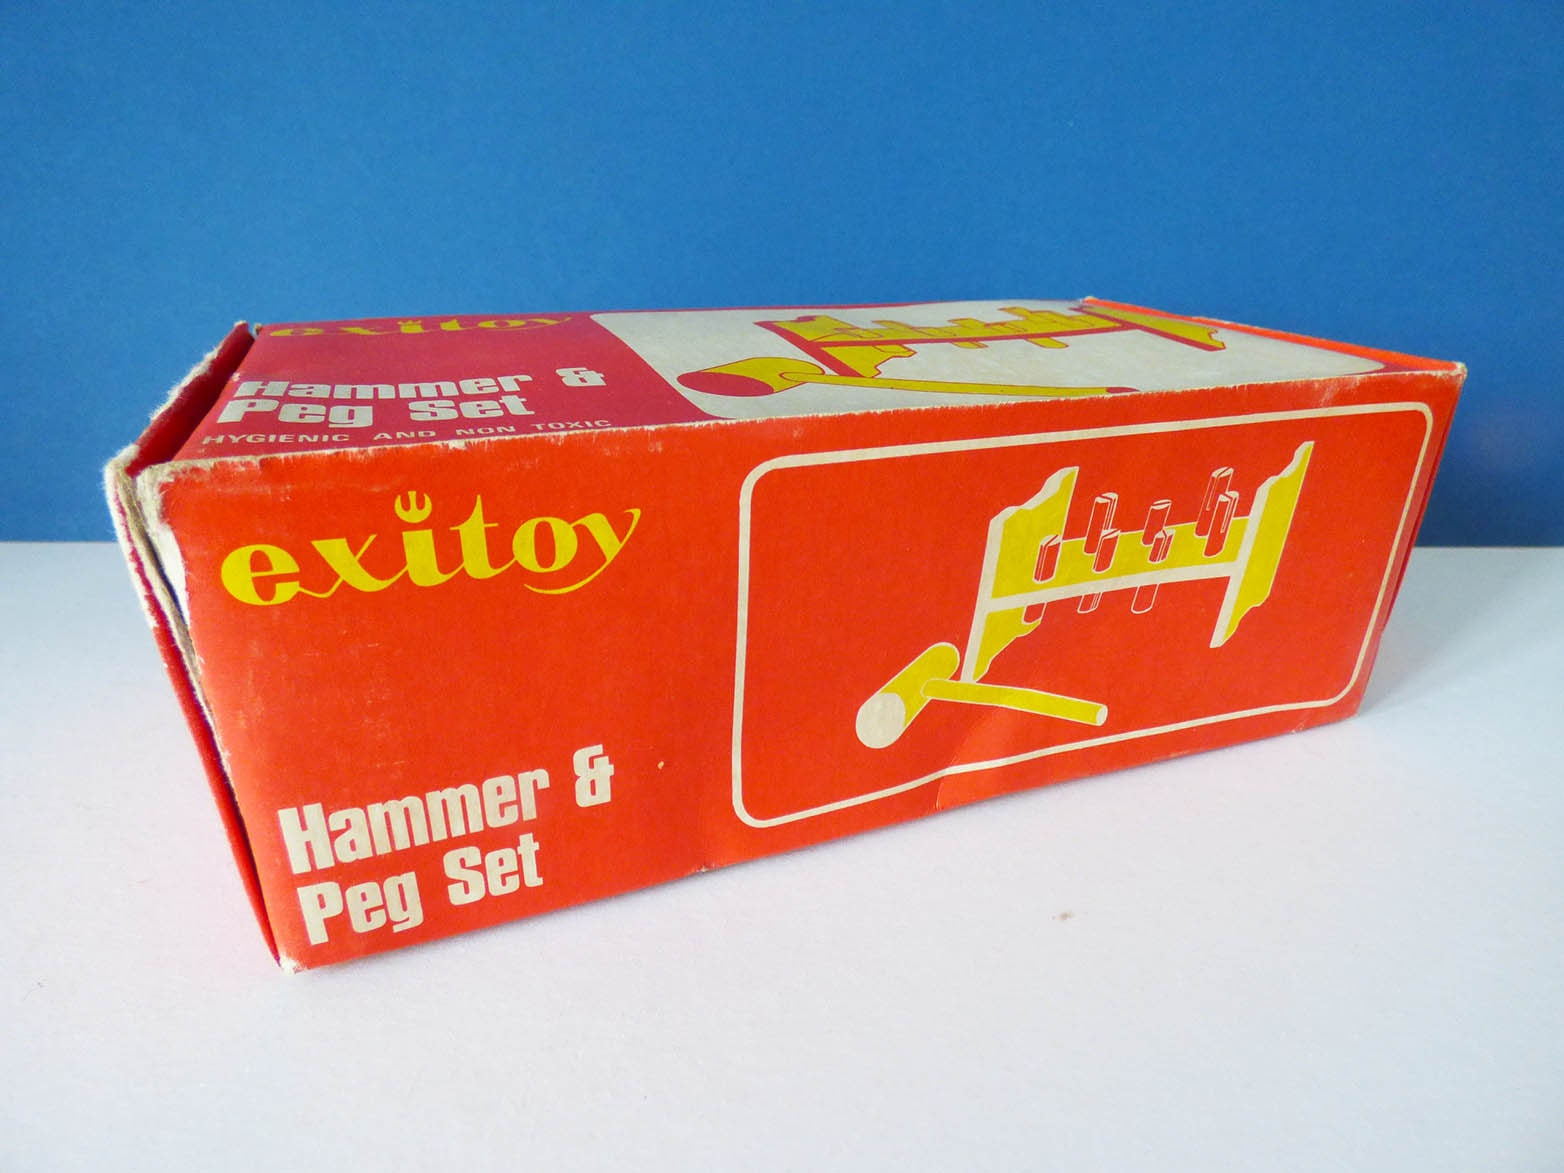 exitoy
Hammer &
Peg Set
HYGIENIC AND NON TOXIC
exitoy
Hammer &
Peg Set